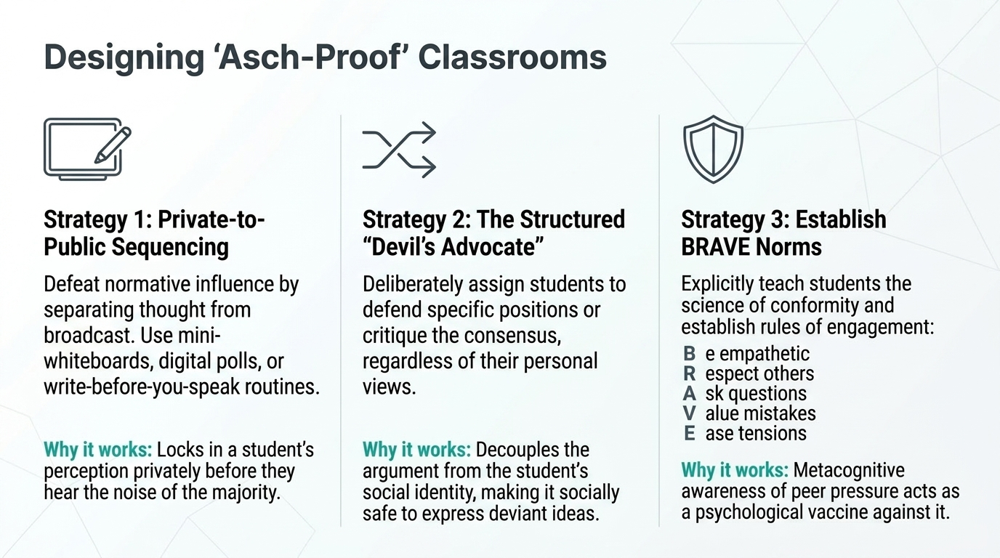 Designing ‘Asch-Proof’ Classrooms
Strategy 1: Private-to-
Public Sequencing
Defeat normative influence by
separating thought from
broadcast. Use mini-
whiteboards, digital polls, or
write-before-you-speak routines.
Why it works: Locks in a student’s
perception privately before they
hear the noise of the majority.
Strategy 2: The Structured
“Devil’s Advocate”
Deliberately assign students to
defend specific positions or
critique the consensus,
regardless of their personal
views.
Why it works: Decouples the
argument from the student’s
social identity, making it socially
safe to express deviant ideas.
Strategy 3: Establish
BRAVE Norms
Explicitly teach students the
science of conformity and
establish rules of engagement:
B e empathetic
R espect others
A sk questions
V alue mistakes
E ase tensions
Why it works: Metacognitive
awareness of peer pressure acts as
a psychological vaccine against it.